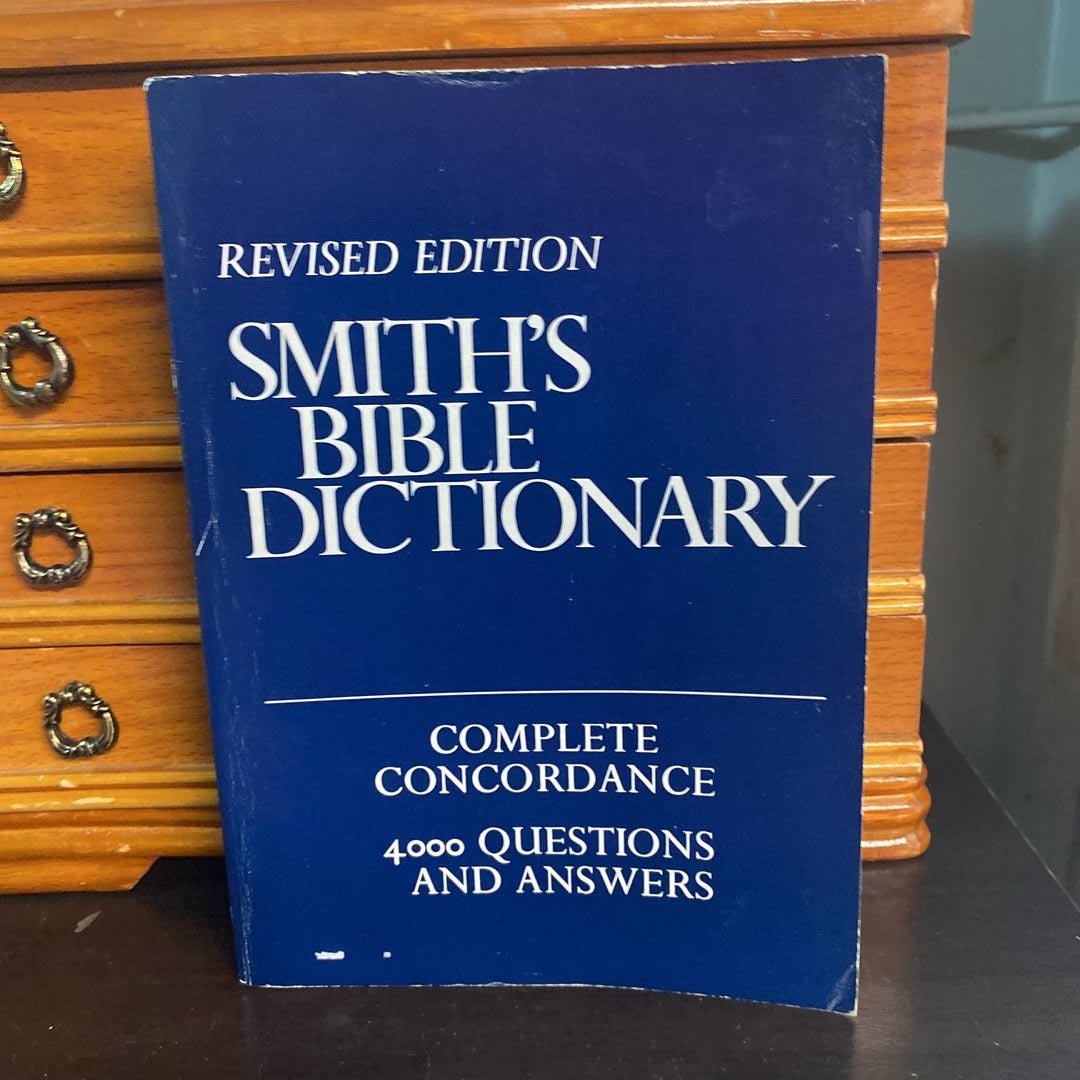 REVISED EDITION
SMITH'S
BIBLE
DICTIONARY
COMPLETE
CONCORDANCE
4000 QUESTIONS
AND ANSWERS